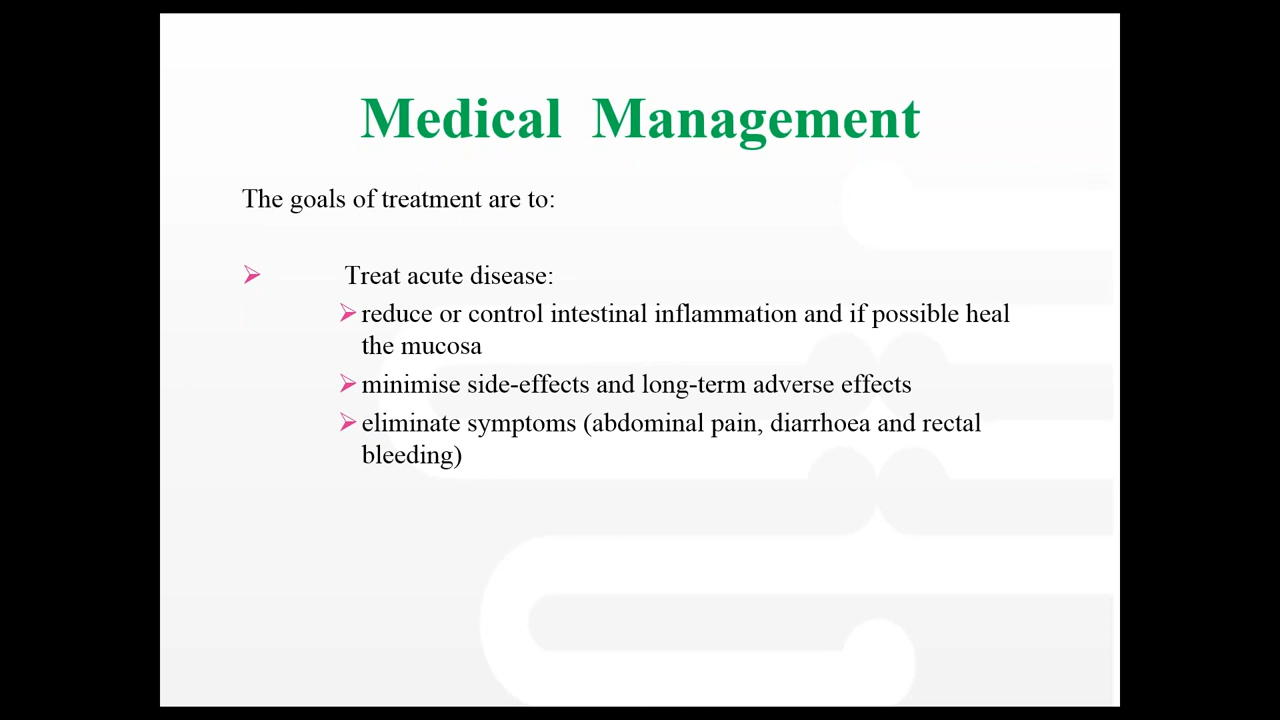 Medical Management
The goals of treatment are to:
Treat acute disease:
reduce or control intestinal inflammation and if possible heal
the mucosa
minimise side-effects and long-term adverse effects
eliminate symptoms (abdominal pain, diarrhoea and rectal
bleeding)